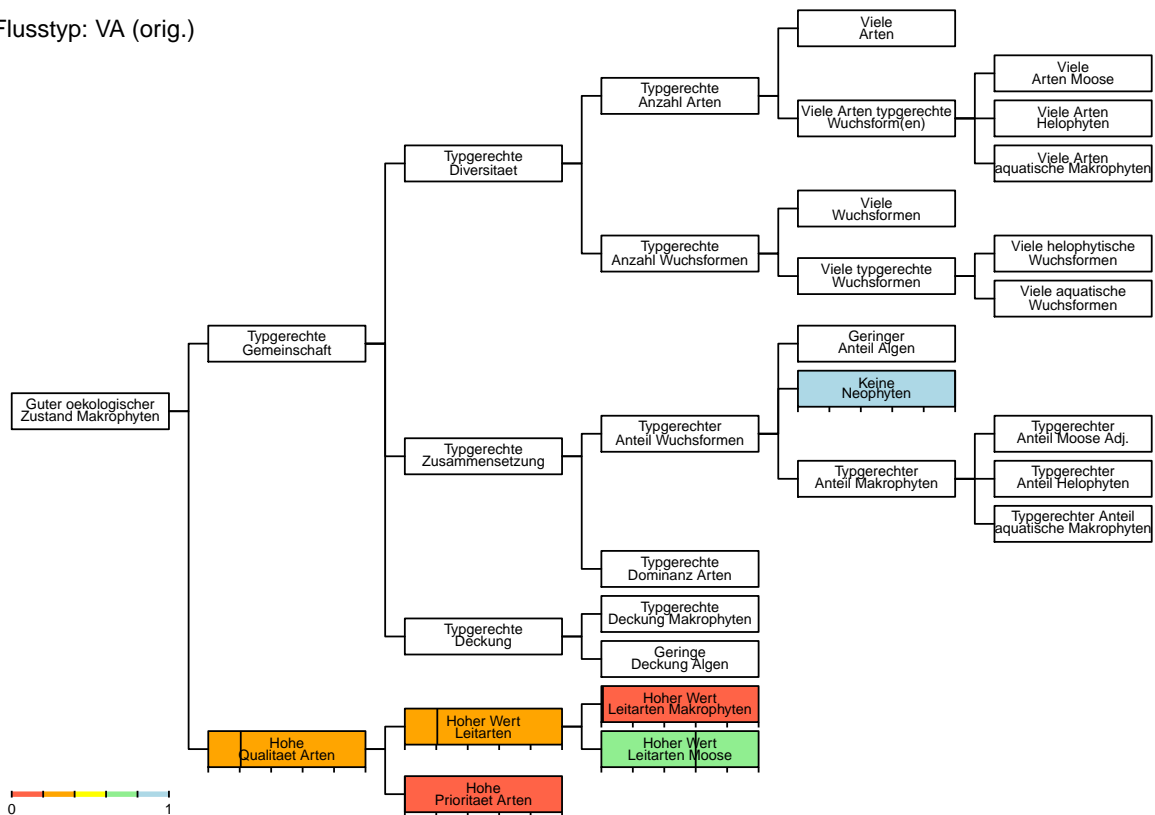 Flusstyp: VA (orig.)
Viele
Arten
Viele
Arten Moose
Typgerechte
Anzahl Arten
Viele Arten typgerechte
Wuchsform(en)
Viele Arten
Helophyten
Viele Arten
aquatische Makrophyten
Typgerechte
Diversitaet
Viele
Wuchsformen
Typgerechte
Anzahl Wuchsformen
Viele helophytische
Wuchsformen
Viele typgerechte
Wuchsformen
Viele aquatische
Wuchsformen
Typgerechte
Gemeinschaft
Geringer
Anteil Algen
Keine
Neophyten
Guter oekologischer
Zustand Makrophyten
Typgerechter
Anteil Wuchsformen
Typgerechter
Anteil Moose Adj.
Typgerechte
Zusammensetzung
Typgerechter
Anteil Makrophyten
Typgerechter
Anteil Helophyten
Typgerechter Anteil
aquatische Makrophyten
Typgerechte
Dominanz Arten
Typgerechte
Deckung Makrophyten
Typgerechte
Deckung
Geringe
Deckung Algen
Hoher Wert
Leitarten Makrophyten
Hoher Wert
Leitarten
Hohe
Qualitaet Arten
Hoher Wert
Leitarten Moose
Hohe
Prioritaet Arten
0 1